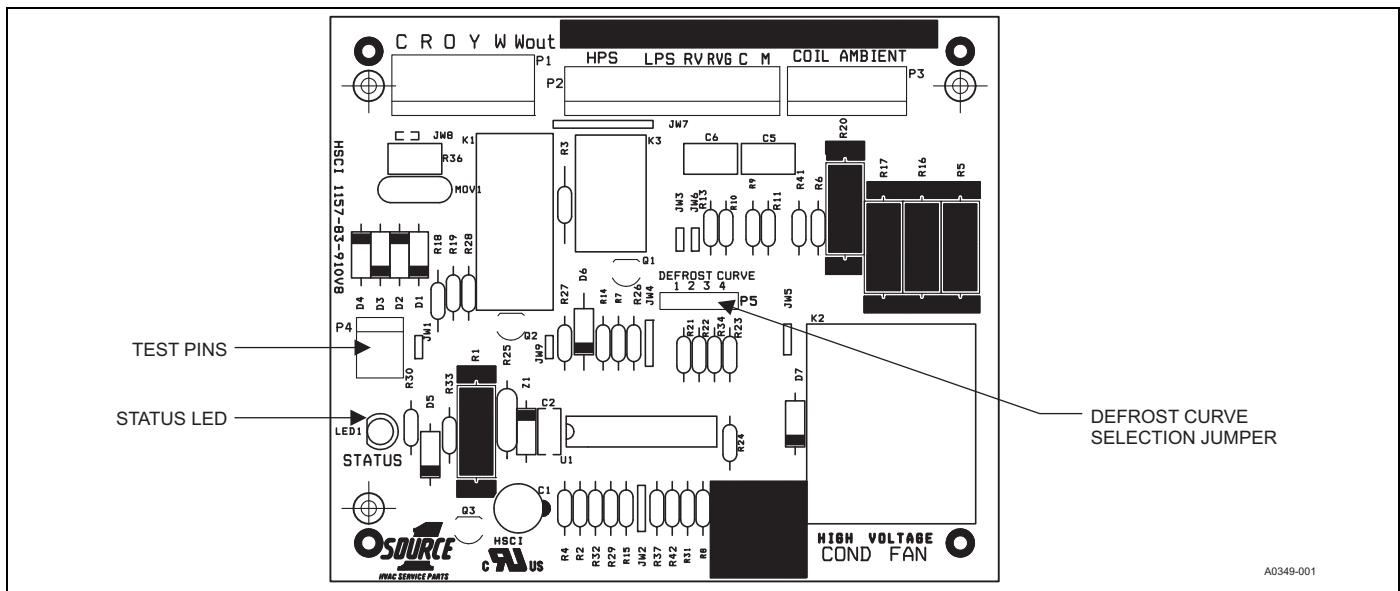 C R O Y W Wout
P1
HPS LPS RV RVG C M
P2
COIL AMBIENT
P3
JW7
JW8
R36
MOV1
K1
R3
K3
C6
C5
R20
R17
R16
R5
HSCI 1157-83-910VB
JW3
JW6
R13
R10
R9
R11
R41
R6
R18
R19
R28
Q1
D4
D3
D2
D1
D6
DEFROST CURVE
1 2 3 4
P5
R27
R14
R7
R26
JW4
JW5
K2
P4
JW1
Q2
JW9
R21
R22
R34
R23
TEST PINS
R30
D5
R33
R1
R25
Z1
C2
D7
STATUS LED
LED1
STATUS
U1
R24
DEFROST CURVE
SELECTION JUMPER
Q3
C1
R4
R2
R32
R29
R15
JW2
R37
R42
R31
R8
SOURCE 1
HVAC SERVICE PARTS
HSCI
C US
HIGH VOLTAGE
COND FAN
A0349-001